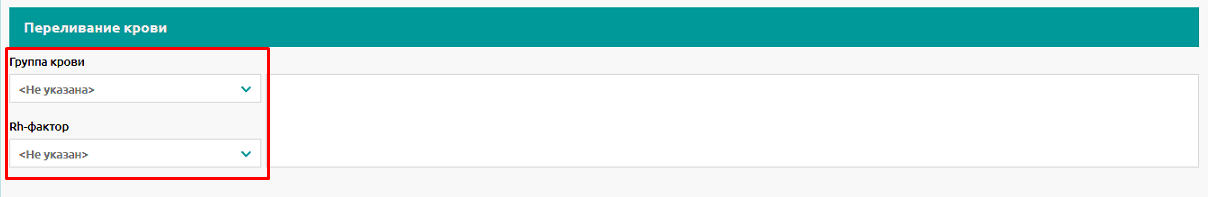 Переливание крови
Группа крови
<Не указана>
Rh-фактор
<Не указан>